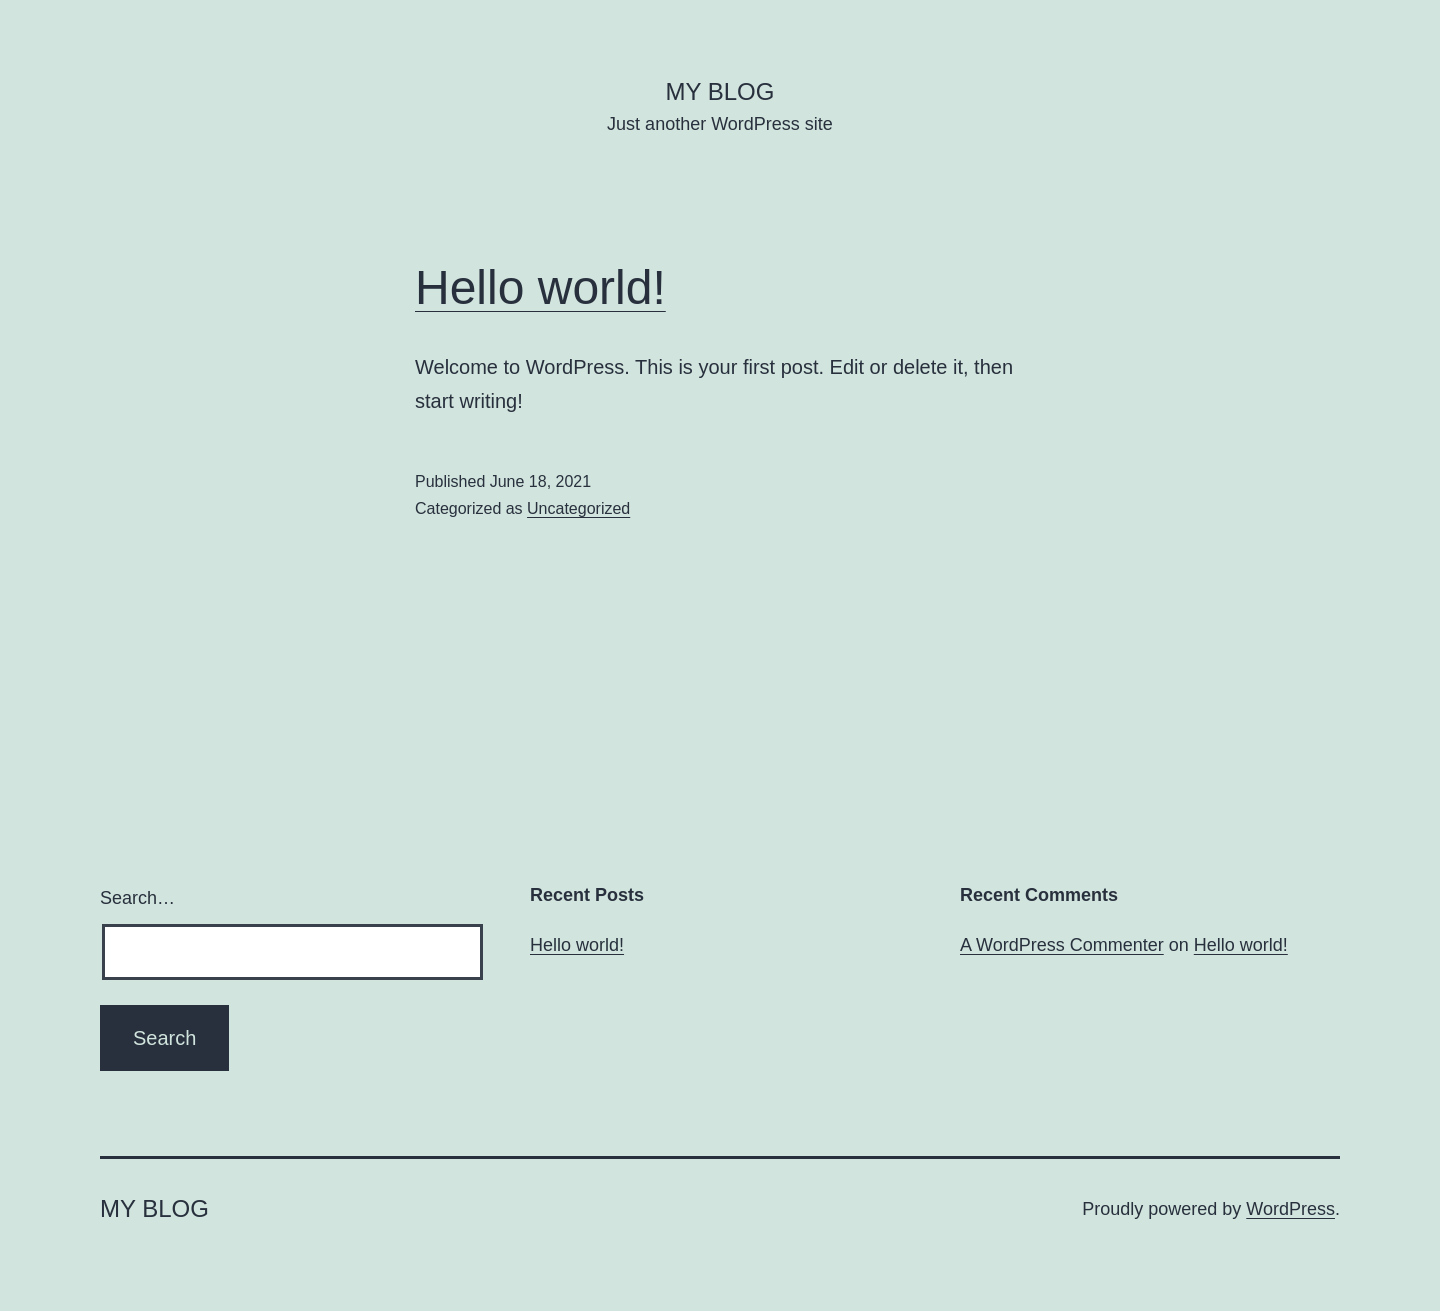 MY BLOG
Just another WordPress site
Hello world!
Welcome to WordPress. This is your first post. Edit or delete it, then
start writing!
Published June 18, 2021
Categorized as Uncategorized
Search…
Search
Recent Posts
Hello world!
Recent Comments
A WordPress Commenter on Hello world!
MY BLOG
Proudly powered by WordPress.